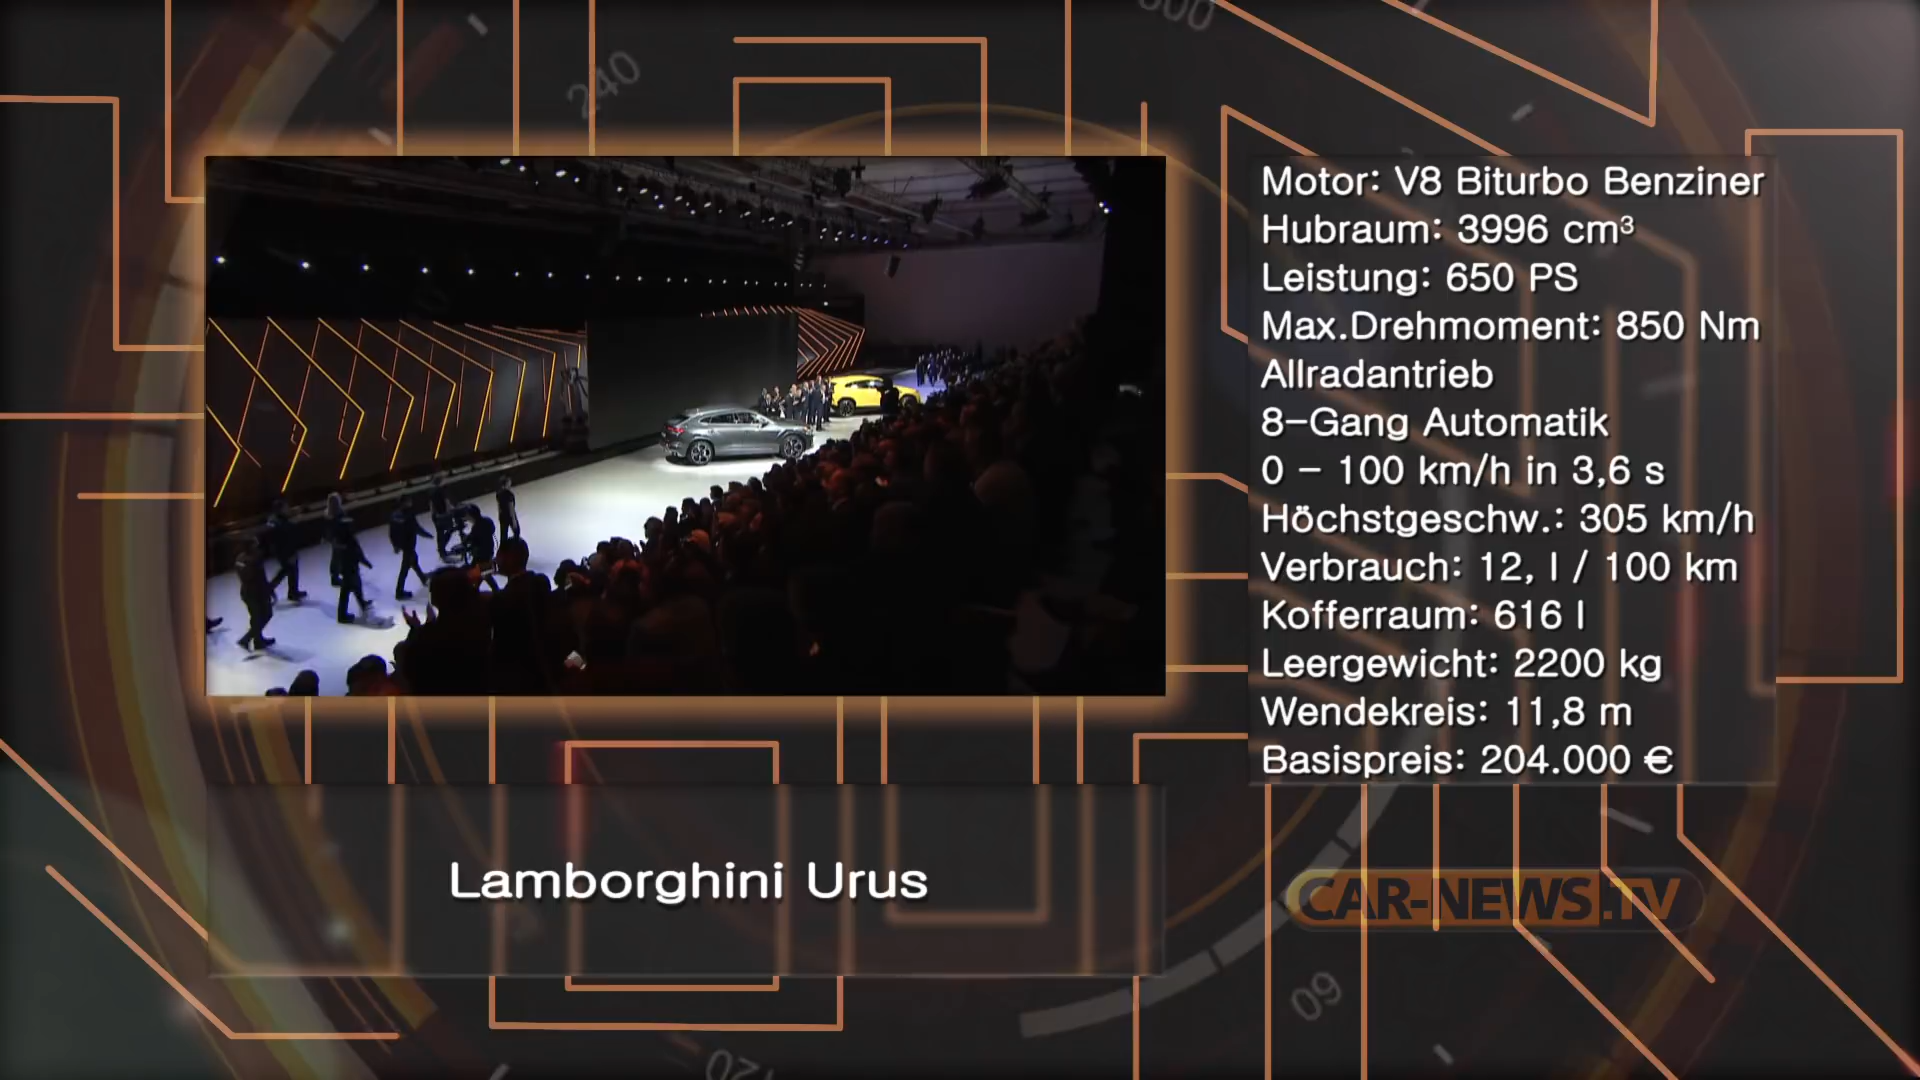 240
Motor: V8 Biturbo Benziner
Hubraum: 3996 cm³
Leistung: 650 PS
Max.Drehmoment: 850 Nm
Allradantrieb
8-Gang Automatik
0 - 100 km/h in 3,6 s
Höchstgeschw.: 305 km/h
Verbrauch: 12, l / 100 km
Kofferraum: 616 l
Leergewicht: 2200 kg
Wendekreis: 11,8 m
Basispreis: 204.000 €
Lamborghini Urus
CAR-NEWS.TV
60
120